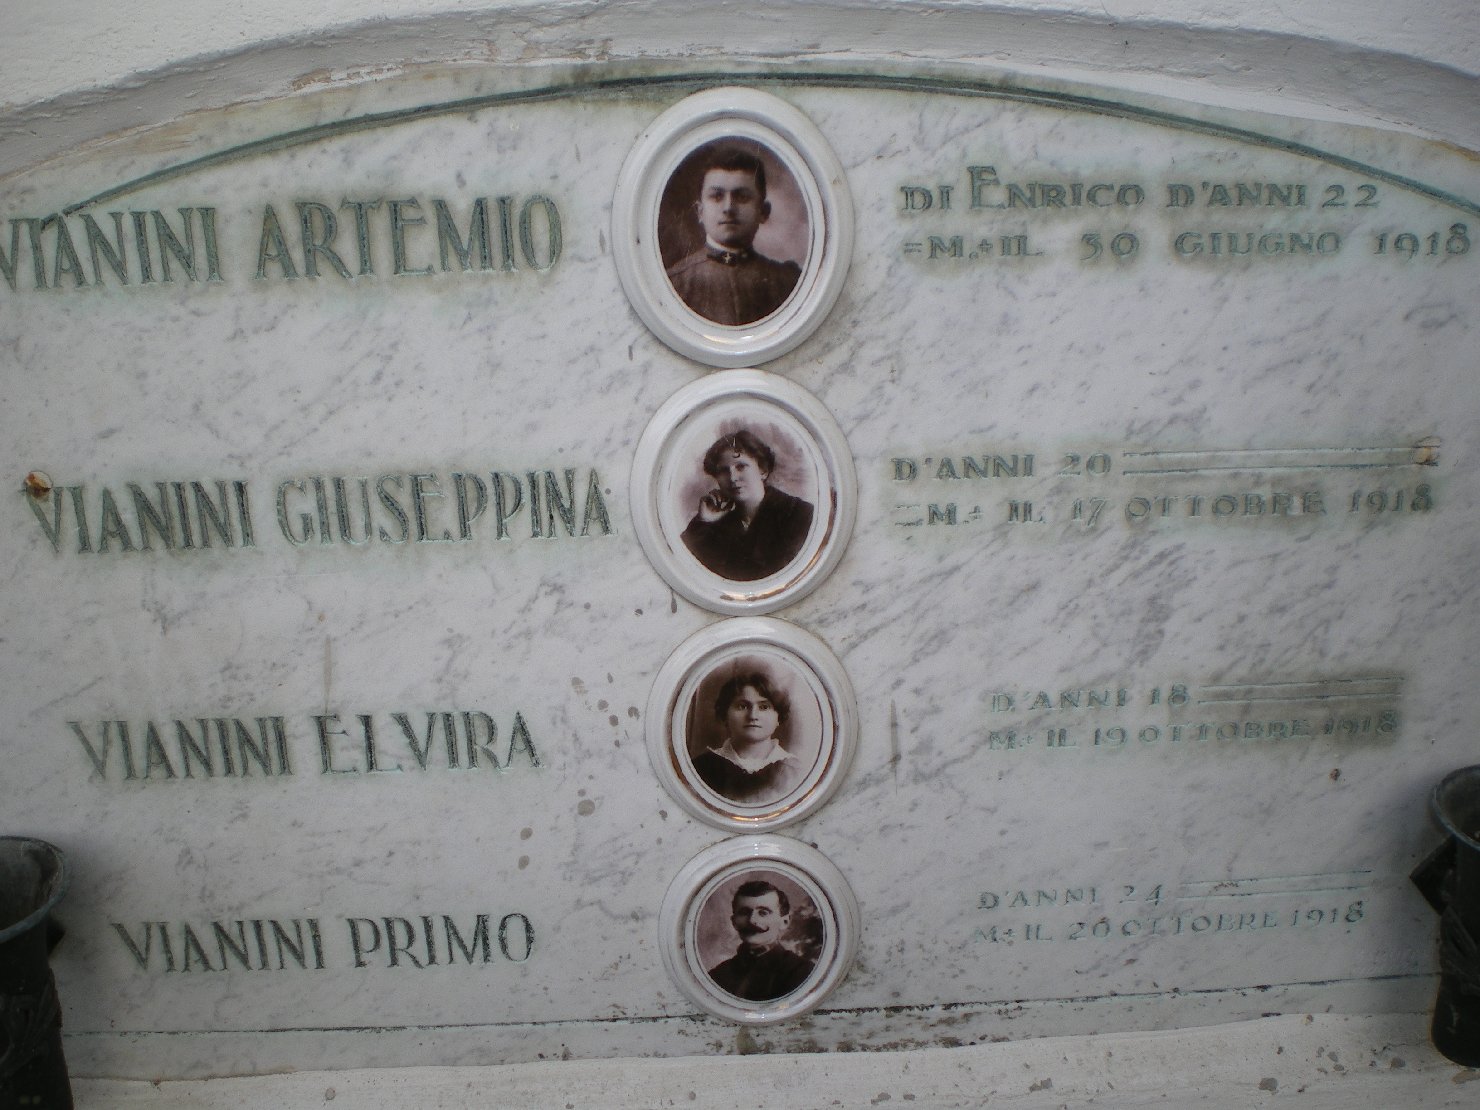 VIANINI ARTEMIO
DI ENRICO D'ANNI 22
=M.+IL 30 GIUGNO 1918
VIANINI GIUSEPPINA
D'ANNI 20
=M.+ IL 17 OTTOBRE 1918
VIANINI ELVIRA
D'ANNI 18
M.+ IL 19 OTTOBRE 1918
VIANINI PRIMO
D'ANNI 24
M.+ IL 26 OTTOBRE 1918